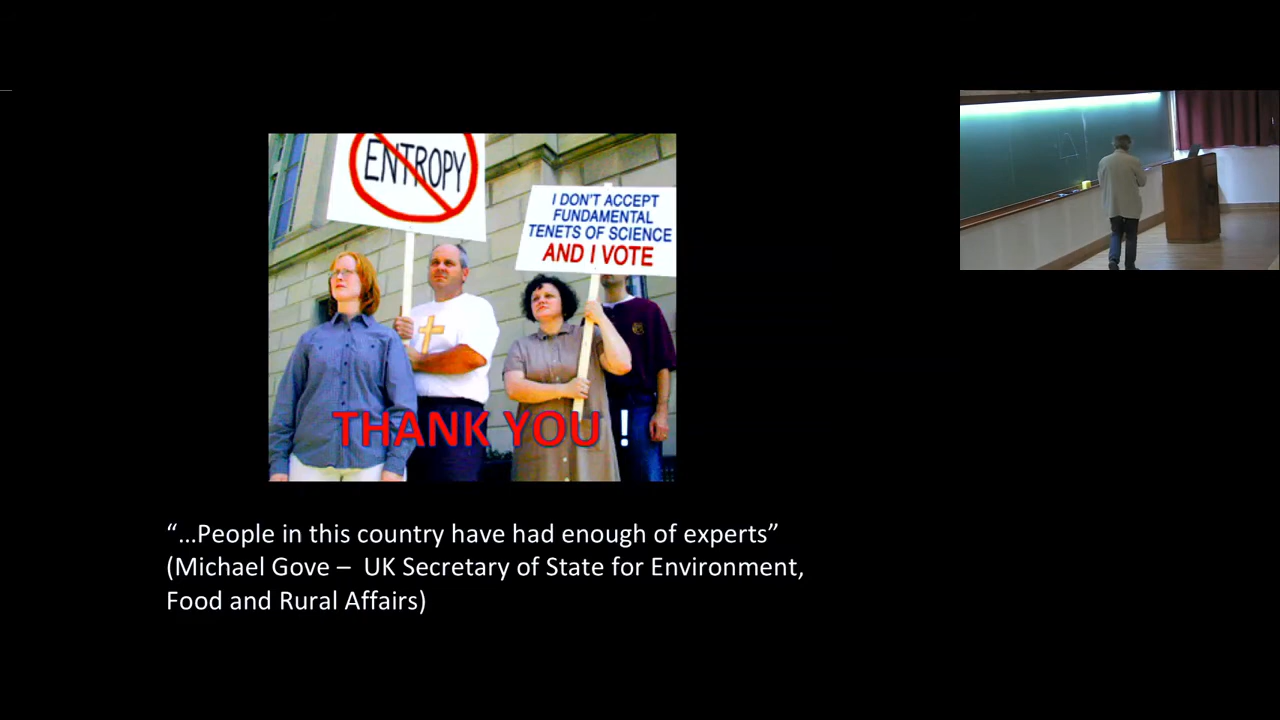 ENTROPY
I DON'T ACCEPT
FUNDAMENTAL
TENETS OF SCIENCE
AND I VOTE
THANK YOU !
“...People in this country have had enough of experts”
(Michael Gove – UK Secretary of State for Environment,
Food and Rural Affairs)